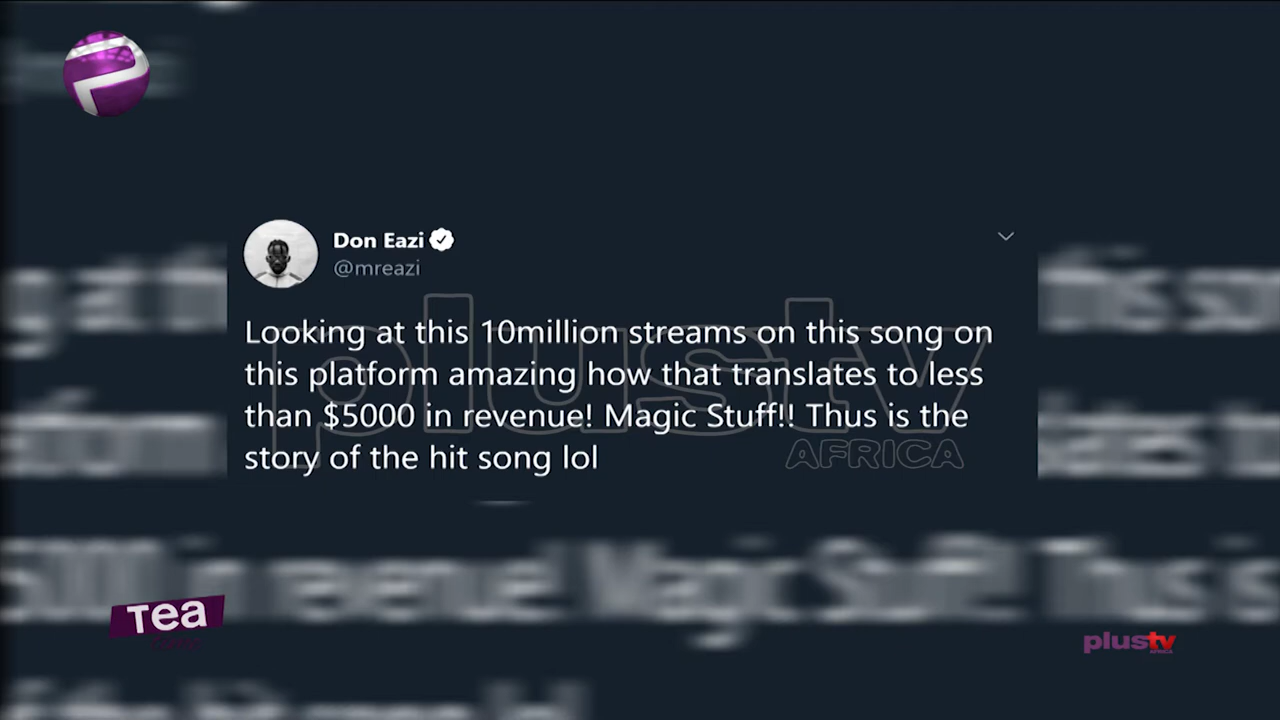 Don Eazi
@mreazi
Looking at this 10million streams on this song on
this platform amazing how that translates to less
than $5000 in revenue! Magic Stuff!! Thus is the
story of the hit song lol
plustv
AFRICA
Tea
plustv
AFRICA